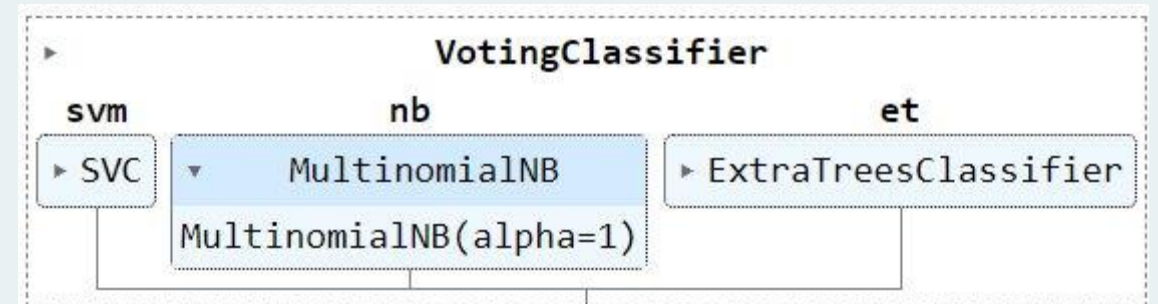 VotingClassifier
svm nb et
SVC MultinomialNB ExtraTreesClassifier
MultinomialNB(alpha=1)